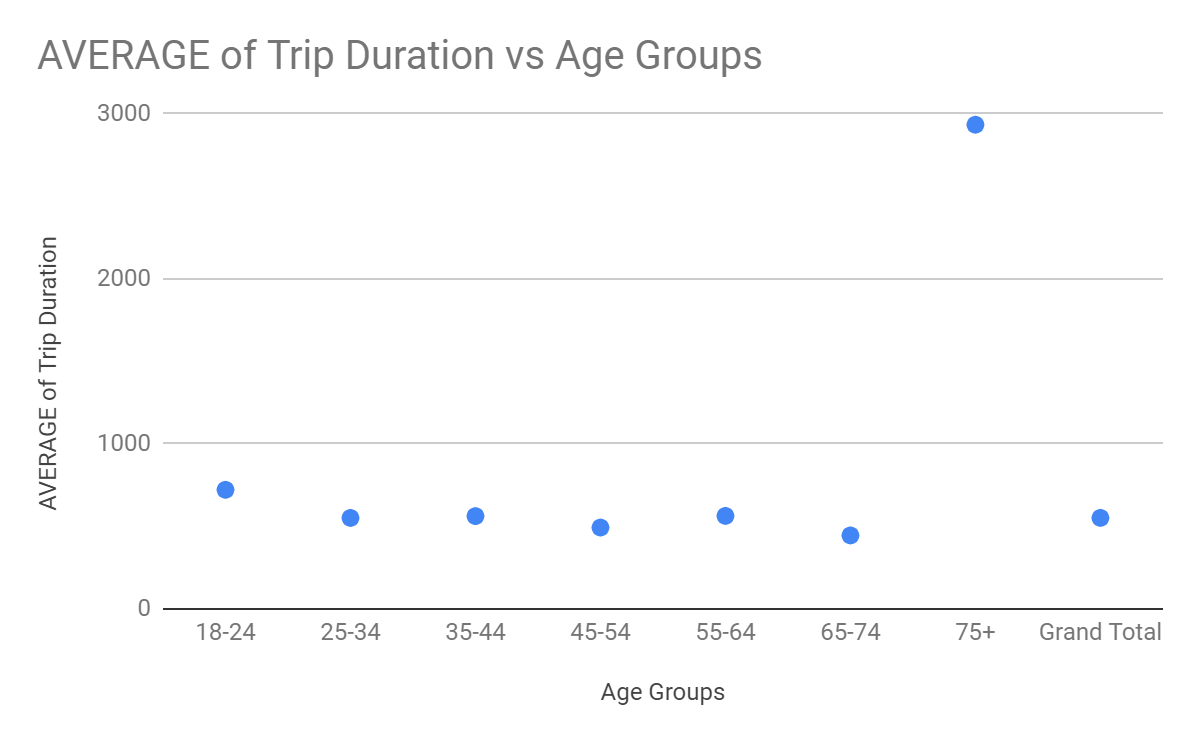 AVERAGE of Trip Duration vs Age Groups
3000
2000
1000
0
AVERAGE of Trip Duration
18-24 25-34 35-44 45-54 55-64 65-74 75+ Grand Total
Age Groups